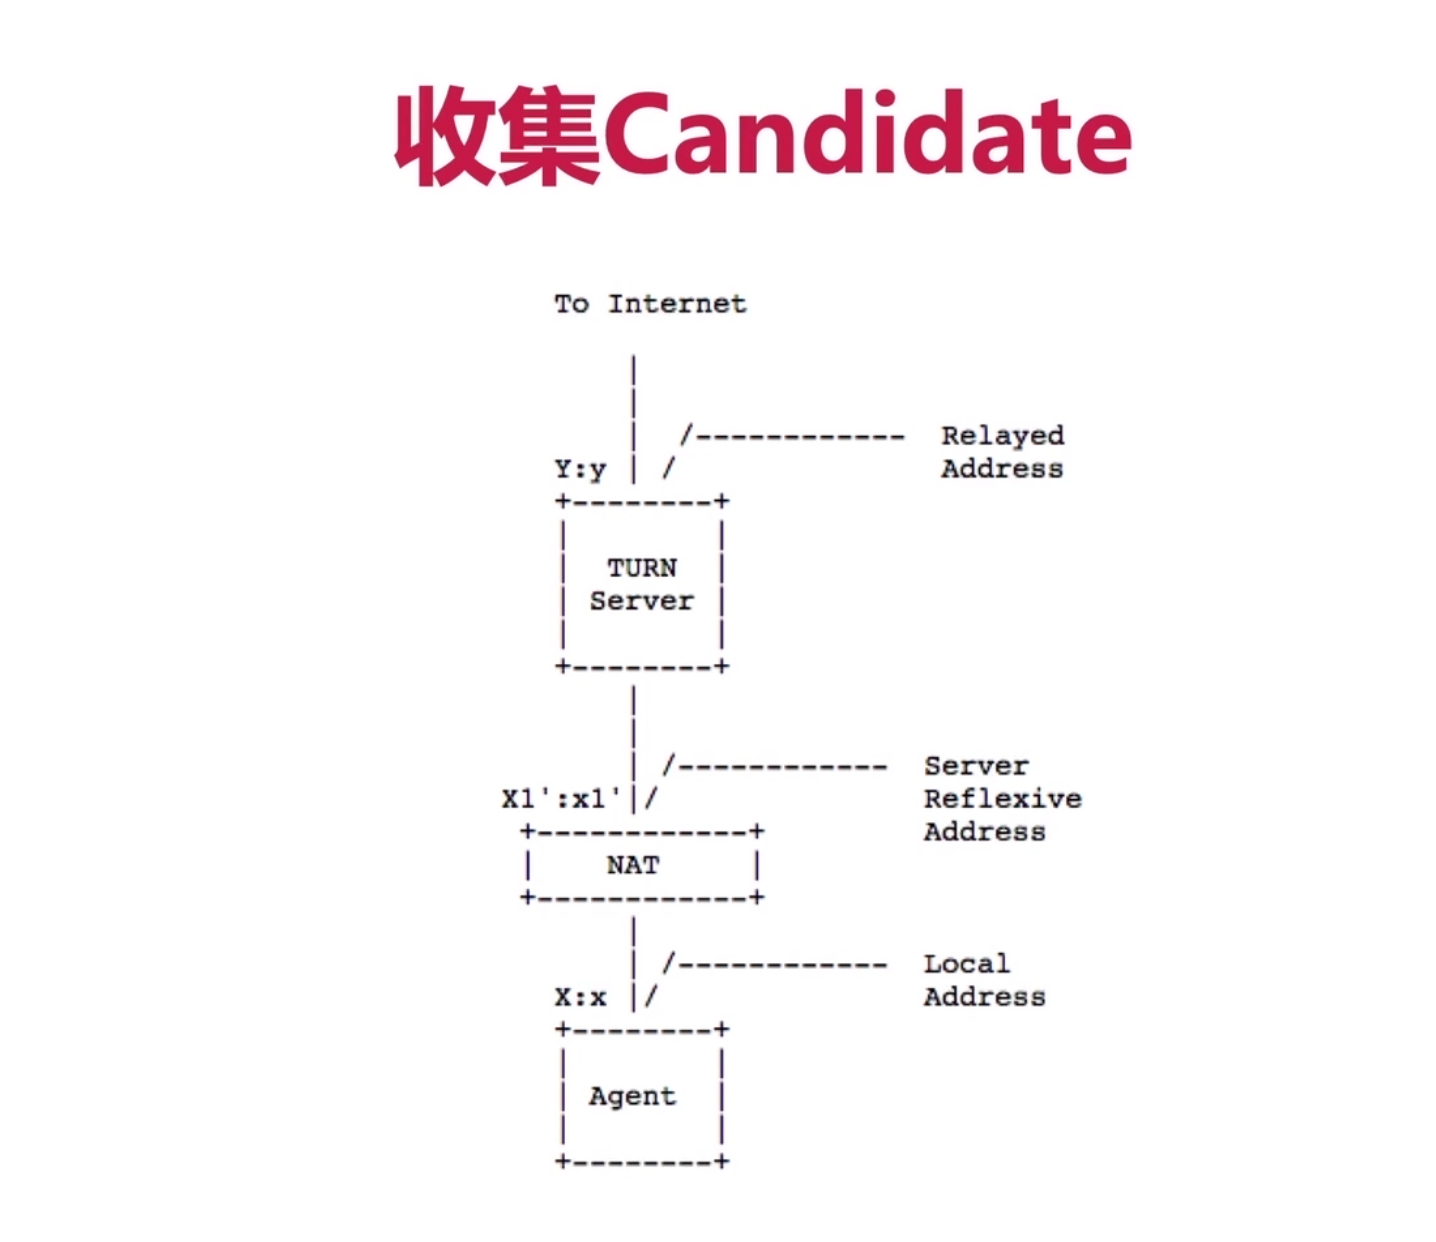 收集Candidate
To Internet
Relayed
Y:y
Address
TURN
Server
Server
X1':x1'
Reflexive
Address
NAT
Local
X:x
Address
Agent